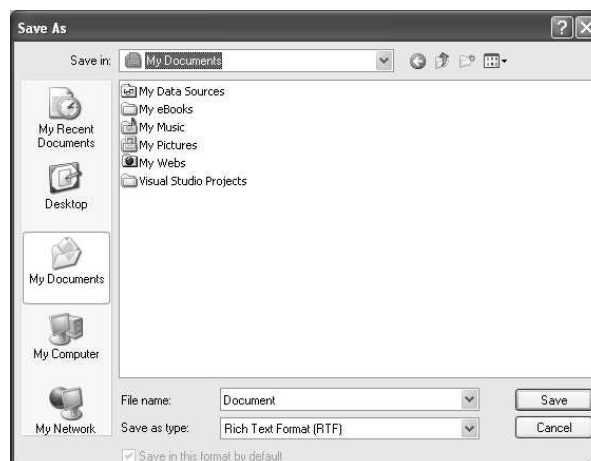 Save As
Save in:
My Documents
My Recent
Documents
Desktop
My Documents
My Computer
My Network
My Data Sources
My eBooks
My Music
My Pictures
My Webs
Visual Studio Projects
File name:
Document
Save
Save as type:
Rich Text Format (RTF)
Cancel
Save in this format by default